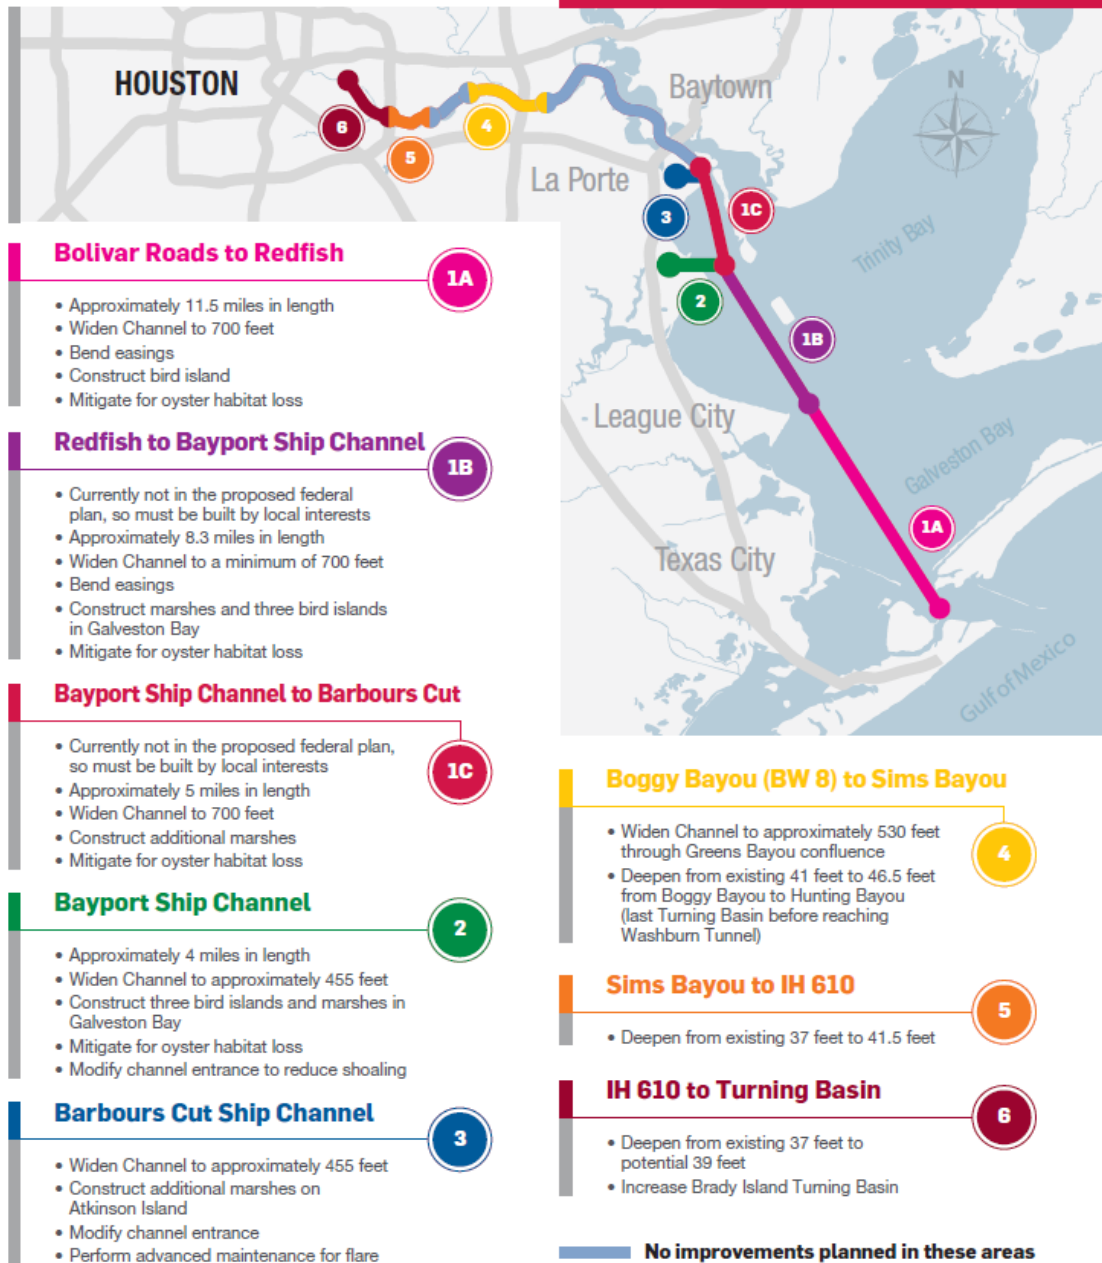 HOUSTON
Baytown
N
La Porte
6
5
4
3
1C
Trinity Bay
2
1B
League City
Galveston Bay
1A
Texas City
Gulf of Mexico
Bolivar Roads to Redfish
1A
• Approximately 11.5 miles in length
• Widen Channel to 700 feet
• Bend easings
• Construct bird island
• Mitigate for oyster habitat loss
Redfish to Bayport Ship Channel
1B
• Currently not in the proposed federal
plan, so must be built by local interests
• Approximately 8.3 miles in length
• Widen Channel to a minimum of 700 feet
• Bend easings
• Construct marshes and three bird islands
in Galveston Bay
• Mitigate for oyster habitat loss
Bayport Ship Channel to Barbours Cut
1C
• Currently not in the proposed federal plan,
so must be built by local interests
• Approximately 5 miles in length
• Widen Channel to 700 feet
• Construct additional marshes
• Mitigate for oyster habitat loss
Bayport Ship Channel
2
• Approximately 4 miles in length
• Widen Channel to approximately 455 feet
• Construct three bird islands and marshes in
Galveston Bay
• Mitigate for oyster habitat loss
• Modify channel entrance to reduce shoaling
Barbours Cut Ship Channel
3
• Widen Channel to approximately 455 feet
• Construct additional marshes on
Atkinson Island
• Modify channel entrance
• Perform advanced maintenance for flare
Boggy Bayou (BW 8) to Sims Bayou
4
• Widen Channel to approximately 530 feet
through Greens Bayou confluence
• Deepen from existing 41 feet to 46.5 feet
from Boggy Bayou to Hunting Bayou
(last Turning Basin before reaching
Washburn Tunnel)
Sims Bayou to IH 610
5
• Deepen from existing 37 feet to 41.5 feet
IH 610 to Turning Basin
6
• Deepen from existing 37 feet to
potential 39 feet
• Increase Brady Island Turning Basin
No improvements planned in these areas